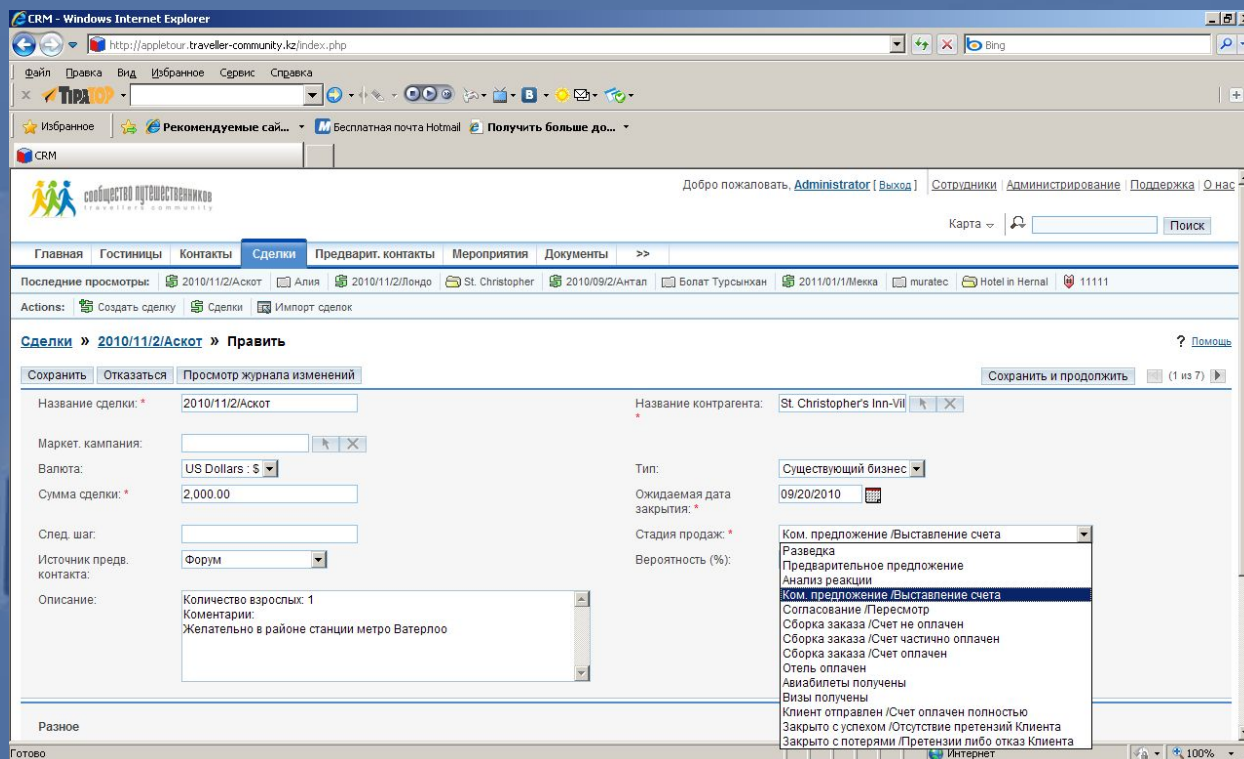 CRM - Windows Internet Explorer
http://appletour.traveller-community.kz/index.php
Bing
Файл Правка Вид Избранное Сервис Справка
TIPATOP
Избранное Рекомендуемые сай... Бесплатная почта Hotmail Получить больше до...
CRM
сообщество путешественников
travellers community
Добро пожаловать, Administrator [ Выход ] Сотрудники | Администрирование | Поддержка | О нас
Карта Поиск
Главная Гостиницы Контакты Сделки Предварит. контакты Мероприятия Документы >>
Последние просмотры: 2010/11/2/Аскот Алия 2010/11/2/Лондо St. Christopher 2010/09/2/Антал Болат Турсынхан 2011/01/1/Мекка muratec Hotel in Hernal 11111
Actions: Создать сделку Сделки Импорт сделок
Сделки » 2010/11/2/Аскот » Править
? Помощь
Сохранить Отказаться Просмотр журнала изменений Сохранить и продолжить (1 из 7)
Название сделки: * 2010/11/2/Аскот Название контрагента: * St. Christopher's Inn-Vil
Маркет. кампания:
Валюта: US Dollars : $ Тип: Существующий бизнес
Сумма сделки: * 2,000.00 Ожидаемая дата закрытия: * 09/20/2010
След. шаг: Стадия продаж: * Ком. предложение /Выставление счета
Источник предв. контакта: Форум Вероятность (%):
Описание: Количество взрослых: 1
Коментарии:
Желательно в районе станции метро Ватерлоо
Разведка
Предварительное предложение
Анализ реакции
Ком. предложение /Выставление счета
Согласование /Пересмотр
Сборка заказа /Счет не оплачен
Сборка заказа /Счет частично оплачен
Сборка заказа /Счет оплачен
Отель оплачен
Авиабилеты получены
Визы получены
Клиент отправлен /Счет оплачен полностью
Закрыто с успехом /Отсутствие претензий Клиента
Закрыто с потерями /Претензии либо отказ Клиента
Разное
Готово Интернет 100%